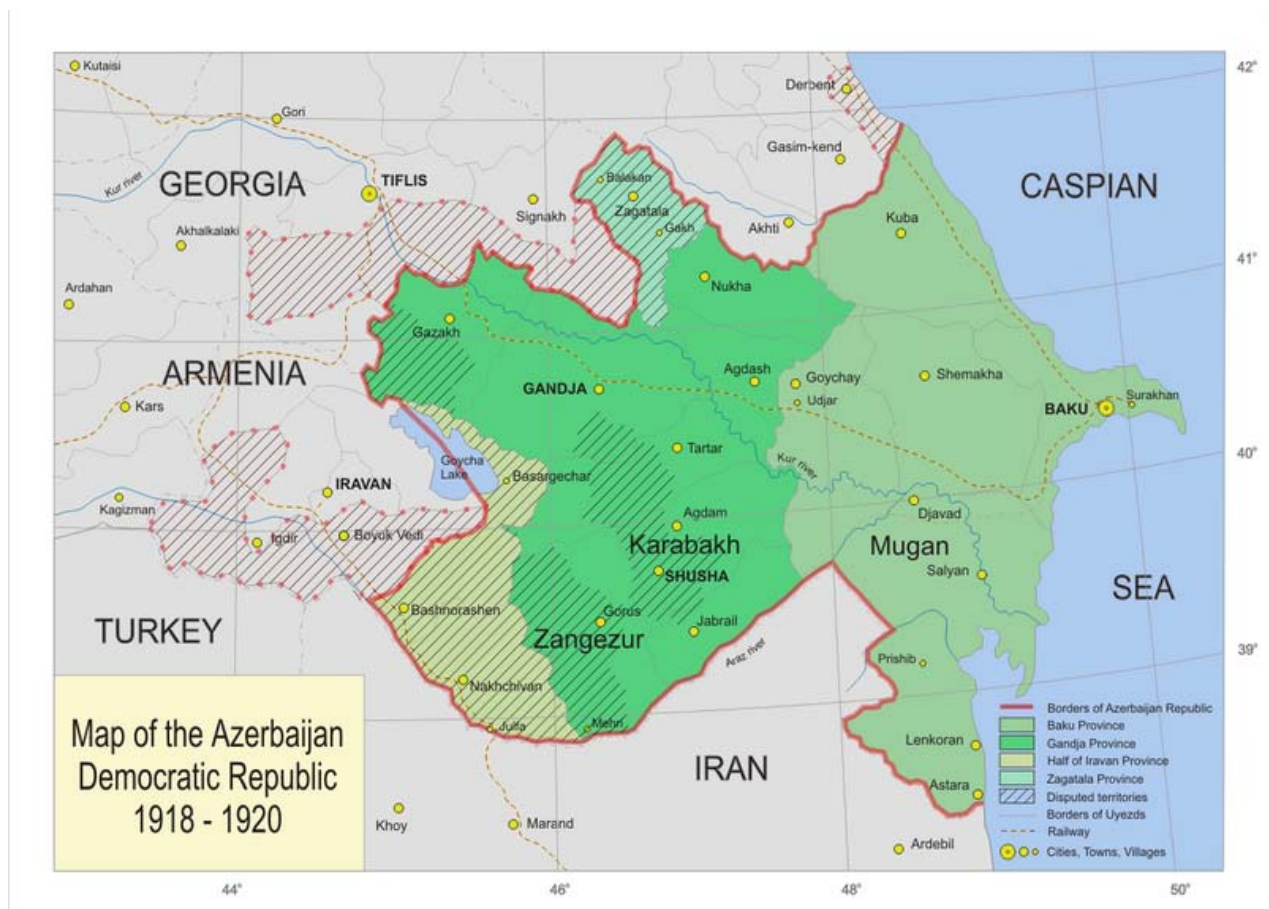 Kutaisi
Gori
Derbent
Gasim-kend
Kur river
GEORGIA
TIFLIS
Balakan
Zagatala
Signakh
Gakh
Akhti
Kuba
CASPIAN
Akhalkalaki
Ardahan
Nukha
Gazakh
ARMENIA
Agdash
Goychay
Shemakha
GANDJA
Udjar
Surakhan
BAKU
Kars
Tartar
Goycha
Lake
Basargechar
Kur river
IRAVAN
Kagizman
Djavad
Boyuk Vedi
Igdir
Agdam
Karabakh
Mugan
SHUSHA
Salyan
SEA
Bashnorashen
Gorus
Jabrail
TURKEY
Zangezur
Araz river
Prishib
Nakhchivan
Julfa
Mehri
Lenkoran
IRAN
Astara
Khoy
Marand
Ardebil
Map of the Azerbaijan
Democratic Republic
1918 - 1920
Borders of Azerbaijan Republic
Baku Province
Gandja Province
Half of Iravan Province
Zagatala Province
Disputed territories
Borders of Uyezds
Railway
Cities, Towns, Villages
42°
41°
40°
39°
44°
46°
48°
50°